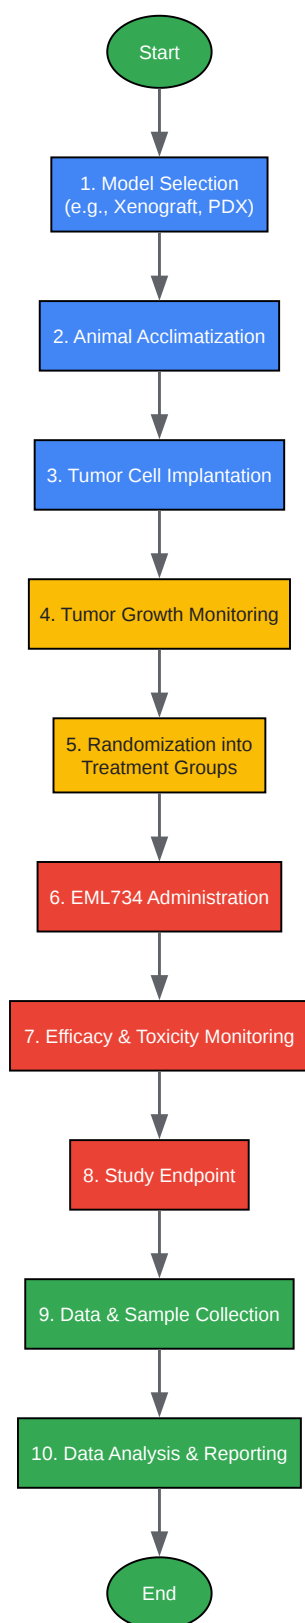 Start
1. Model Selection
(e.g., Xenograft, PDX)
2. Animal Acclimatization
3. Tumor Cell Implantation
4. Tumor Growth Monitoring
5. Randomization into
Treatment Groups
6. EML734 Administration
7. Efficacy & Toxicity Monitoring
8. Study Endpoint
9. Data & Sample Collection
10. Data Analysis & Reporting
End